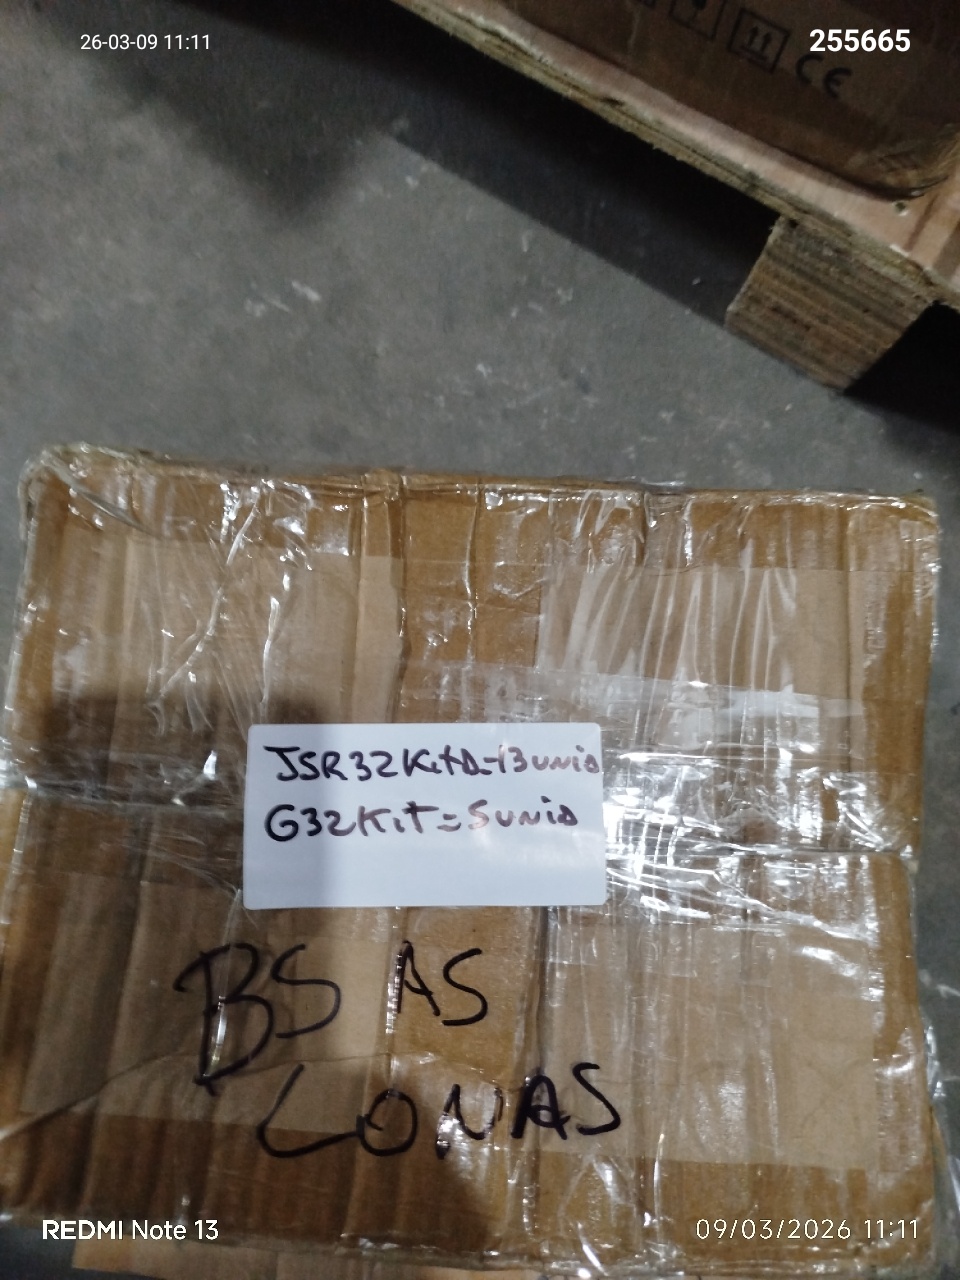 26-03-09 11:11
255665
CE
JSR32KitA-13unid
G32Kit=5unid
BS AS
LONAS
REDMI Note 13
09/03/2026 11:11